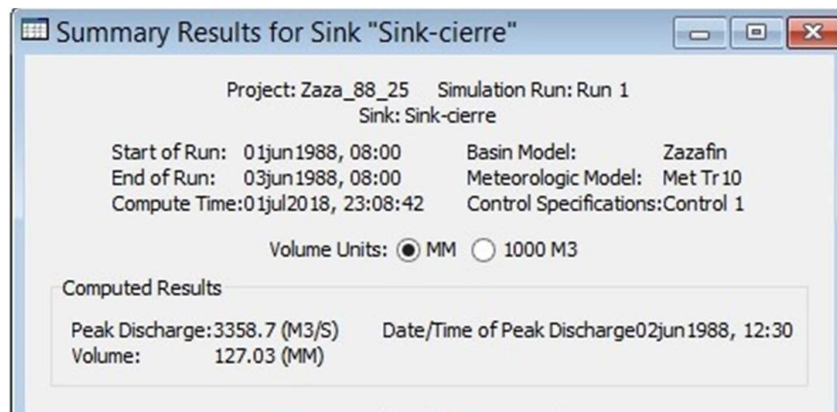 Summary Results for Sink "Sink-cierre"
Project: Zaza_88_25 Simulation Run: Run 1
Sink: Sink-cierre
Start of Run: 01jun1988, 08:00 Basin Model: Zazafin
End of Run: 03jun1988, 08:00 Meteorologic Model: Met Tr10
Compute Time:01jul2018, 23:08:42 Control Specifications:Control 1
Volume Units: MM 1000 M3
Computed Results
Peak Discharge:3358.7 (M3/S) Date/Time of Peak Discharge02jun1988, 12:30
Volume: 127.03 (MM)